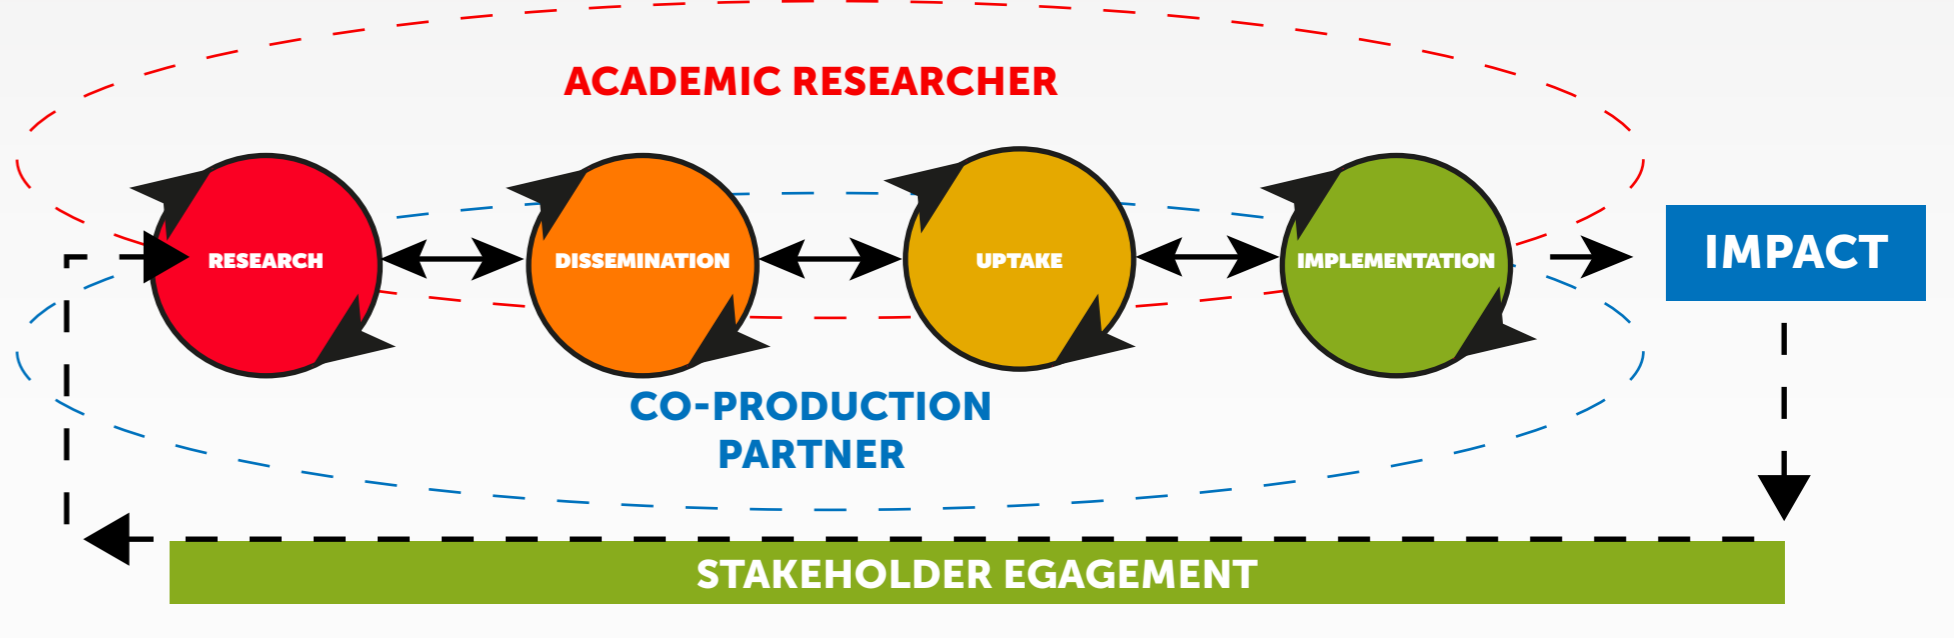 ACADEMIC RESEARCHER
RESEARCH
DISSEMINATION
UPTAKE
IMPLEMENTATION
IMPACT
CO-PRODUCTION
PARTNER
STAKEHOLDER EGAGEMENT